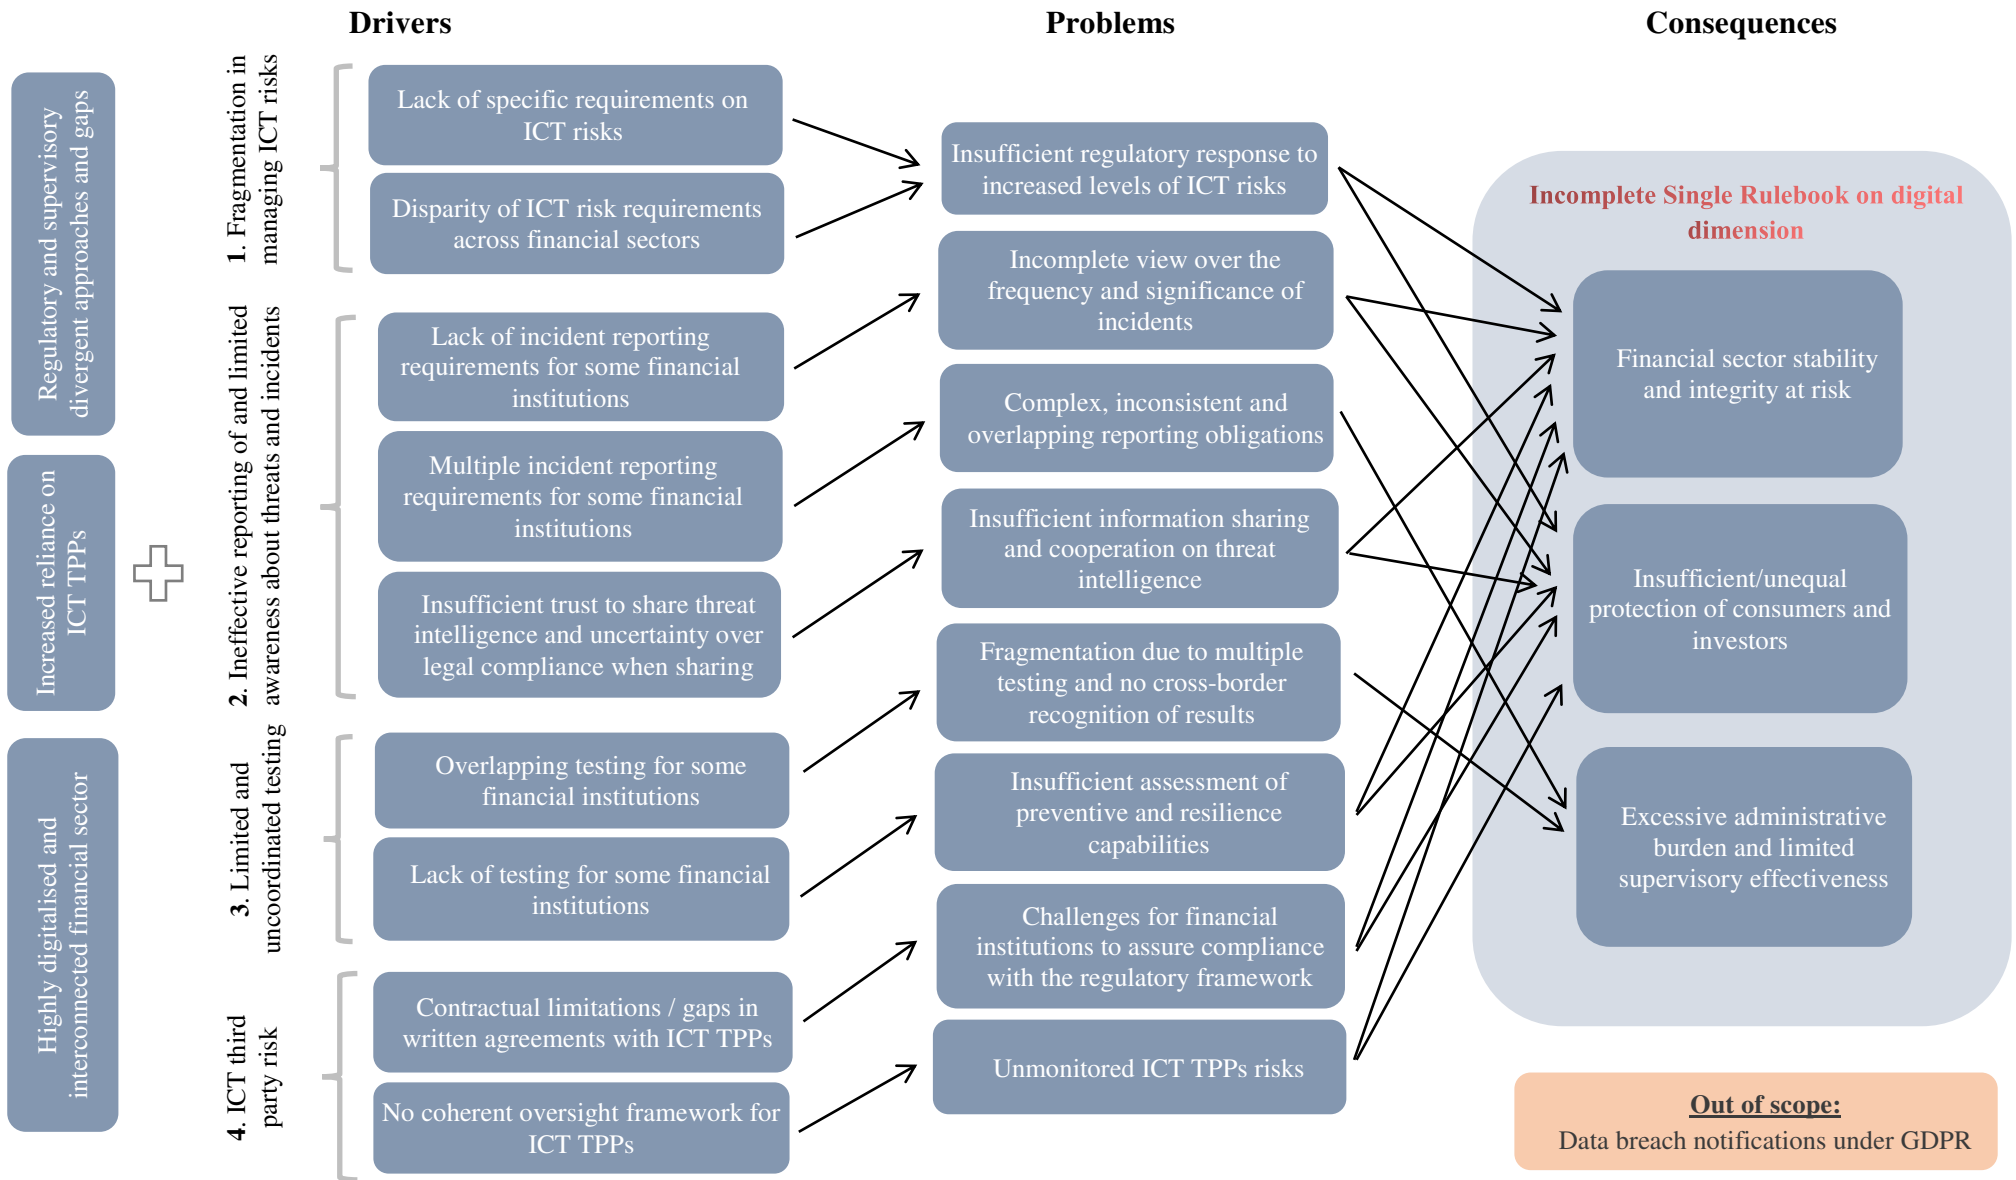 Drivers
Problems
Consequences
Regulatory and supervisory
divergent approaches and gaps
Increased reliance on
ICT TPPs
Highly digitalised and
interconnected financial sector
1. Fragmentation in
managing ICT risks
Lack of specific requirements on
ICT risks
Disparity of ICT risk requirements
across financial sectors
2. Ineffective reporting of and limited
awareness about threats and incidents
Lack of incident reporting
requirements for some financial
institutions
Multiple incident reporting
requirements for some financial
institutions
Insufficient trust to share threat
intelligence and uncertainty over
legal compliance when sharing
3. Limited and
uncoordinated testing
Overlapping testing for some
financial institutions
Lack of testing for some financial
institutions
4. ICT third
party risk
Contractual limitations / gaps in
written agreements with ICT TPPs
No coherent oversight framework for
ICT TPPs
Insufficient regulatory response to
increased levels of ICT risks
Incomplete view over the
frequency and significance of
incidents
Complex, inconsistent and
overlapping reporting obligations
Insufficient information sharing
and cooperation on threat
intelligence
Fragmentation due to multiple
testing and no cross-border
recognition of results
Insufficient assessment of
preventive and resilience
capabilities
Challenges for financial
institutions to assure compliance
with the regulatory framework
Unmonitored ICT TPPs risks
Incomplete Single Rulebook on digital
dimension
Financial sector stability
and integrity at risk
Insufficient/unequal
protection of consumers and
investors
Excessive administrative
burden and limited
supervisory effectiveness
Out of scope:
Data breach notifications under GDPR